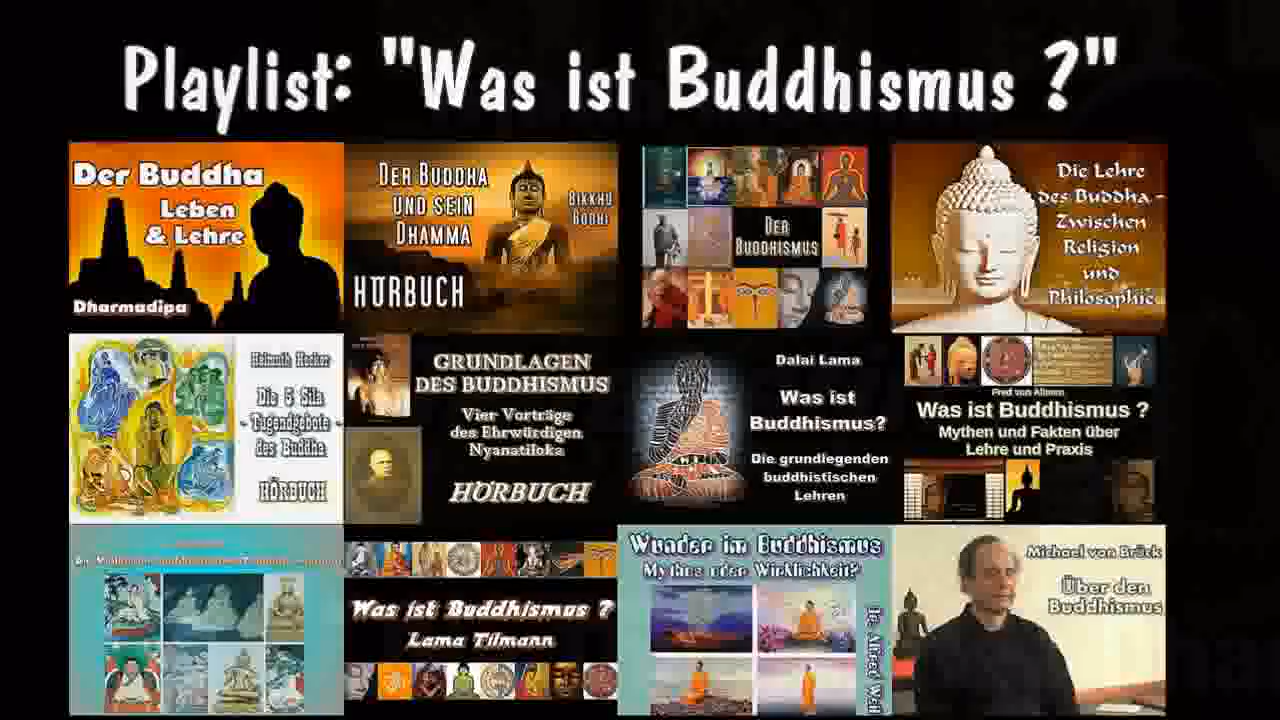 Playlist: "Was ist Buddhismus ?"
Der Buddha
Leben
& Lehre
Dharmadipa
DER BUDDHA
UND SEIN
DHAMMA
BIKKHU
BODHI
HÖRBUCH
DER
BUDDHISMUS
Die Lehre
des Buddha -
Zwischen
Religion
und
Philosophie
Hellmuth Hecker
Die 5 Sila
- Tugendgebote -
des Buddha
HÖRBUCH
GRUNDLAGEN
DES BUDDHISMUS
Vier Vorträge
des Ehrwürdigen
Nyanatiloka
HÖRBUCH
Dalai Lama
Was ist
Buddhismus?
Die grundlegenden
buddhistischen
Lehren
Fred von Allmen
Was ist Buddhismus ?
Mythen und Fakten über
Lehre und Praxis
Was ist Buddhismus ?
Lama Tilmann
Wunder im Buddhismus
Mythos oder Wirklichkeit?
Dr. Alfred Weil
Michael von Brück
Über den
Buddhismus